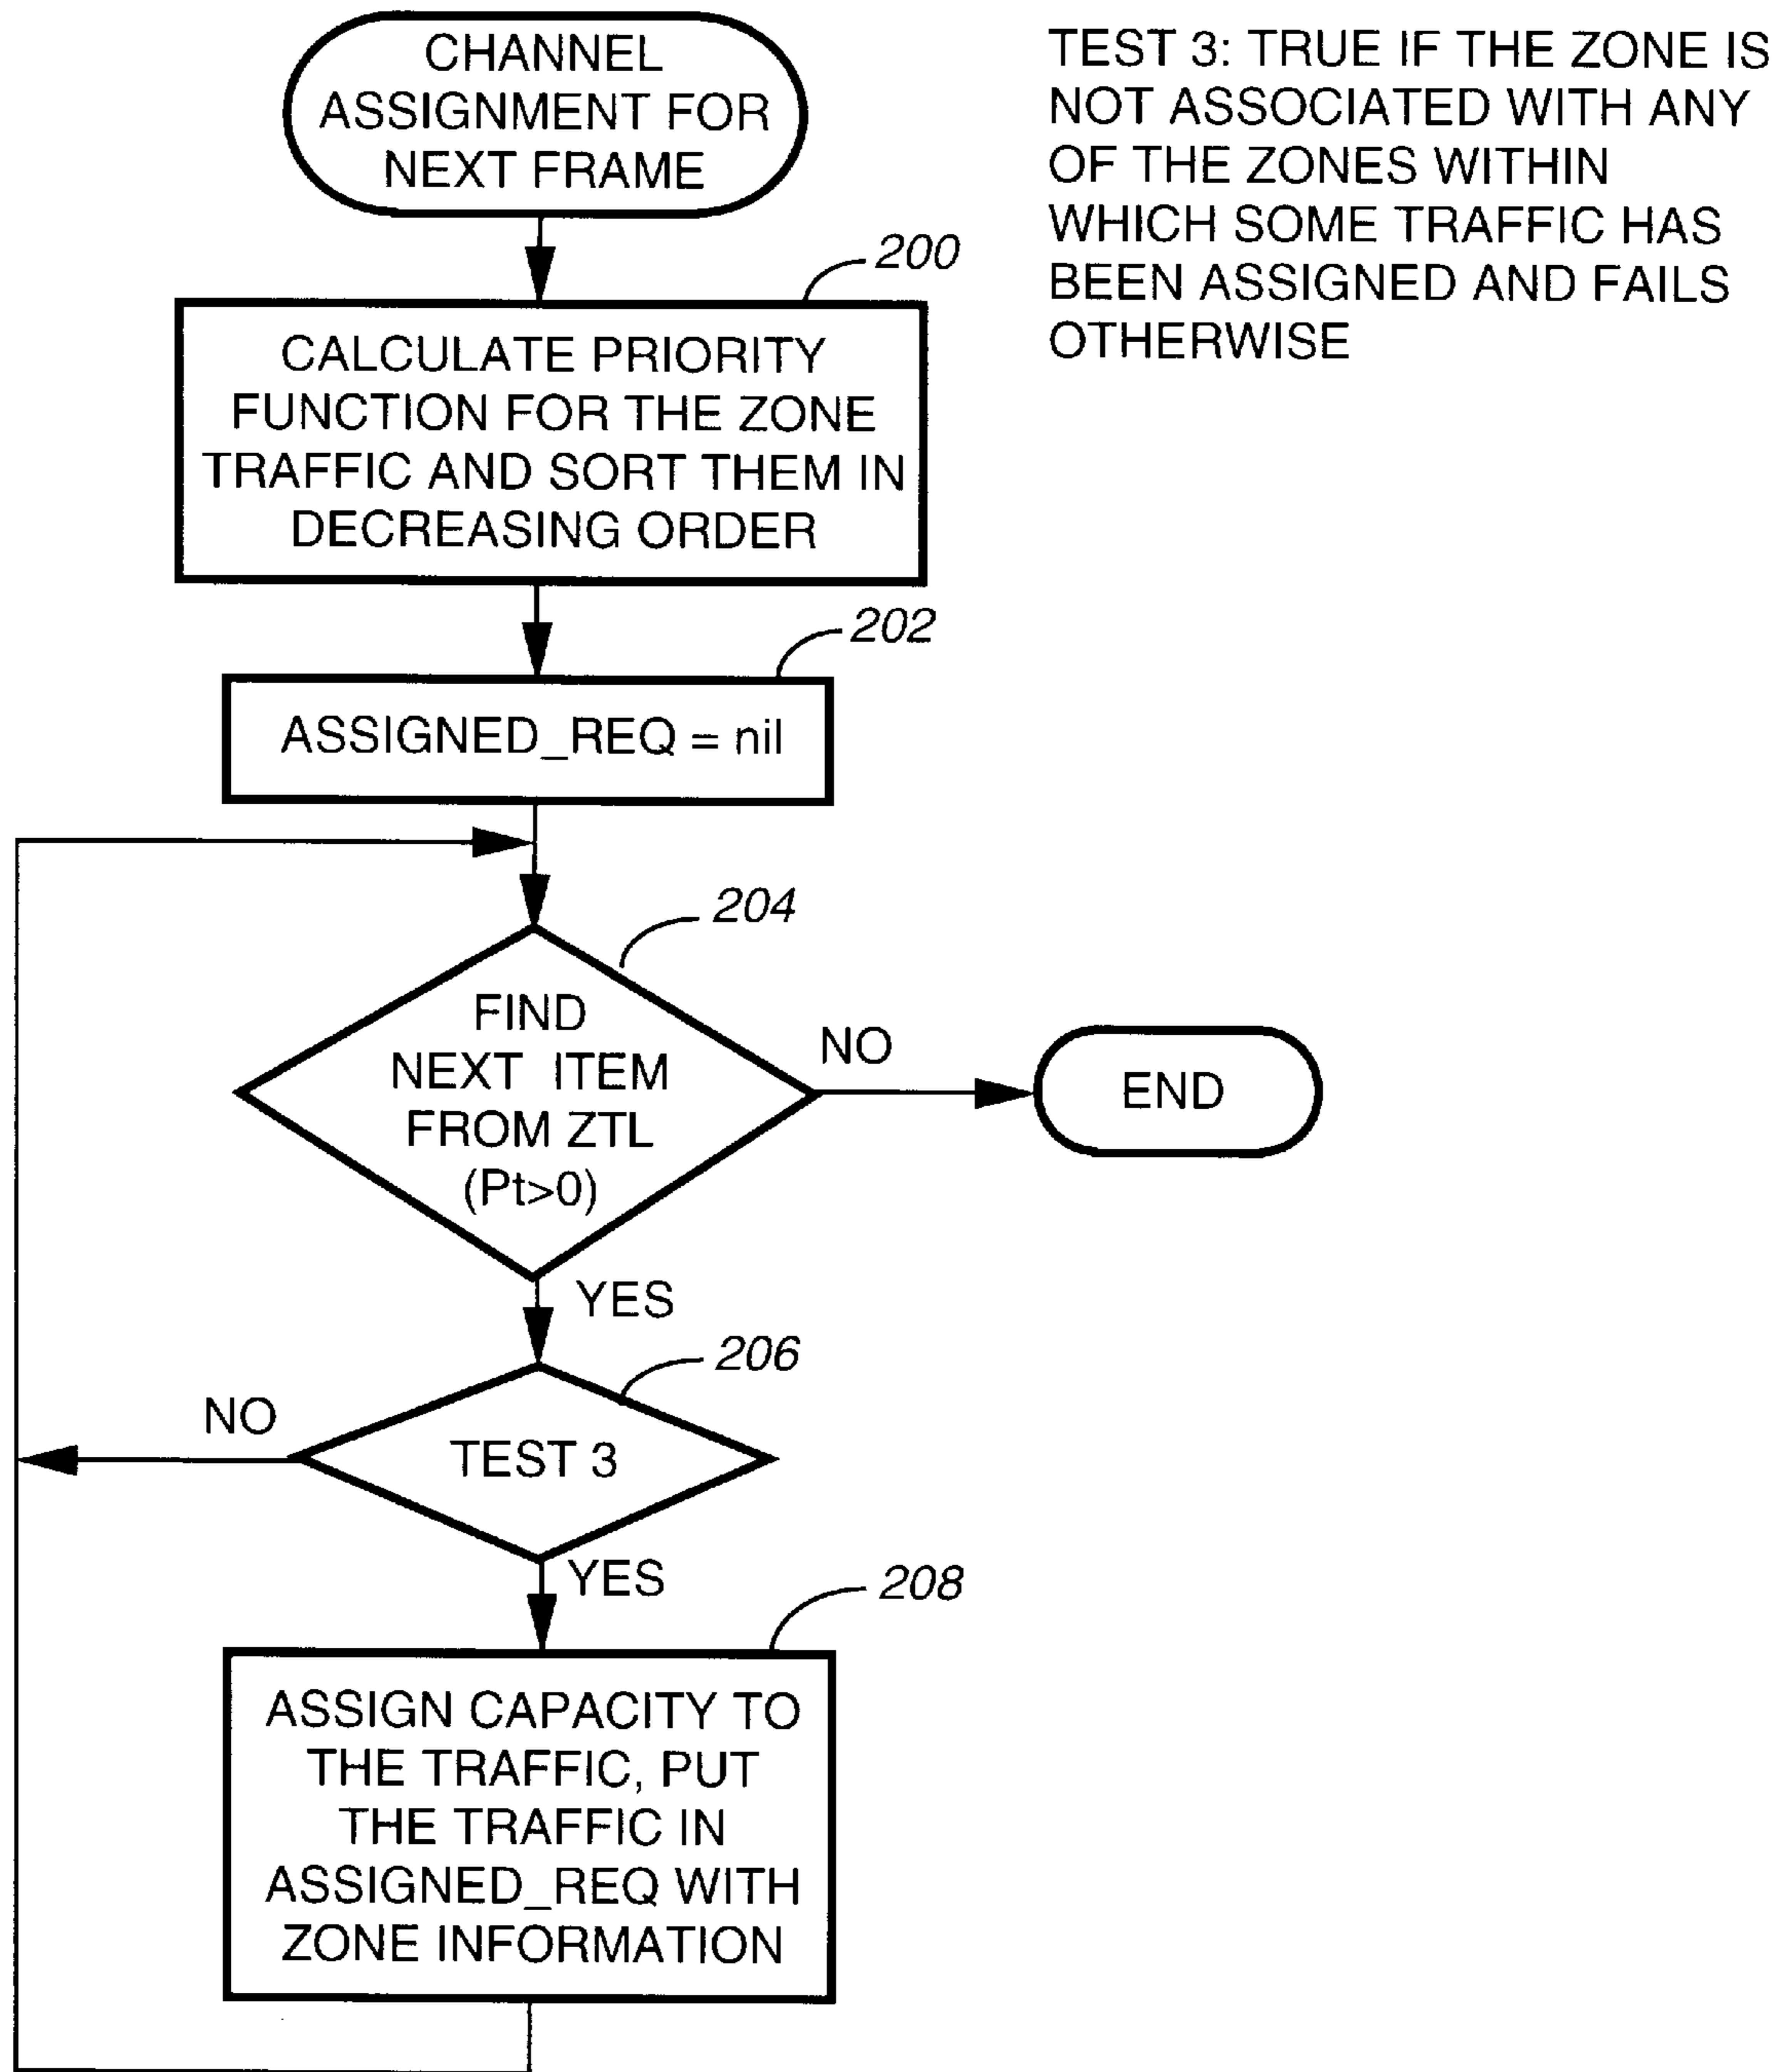 CHANNEL
ASSIGNMENT FOR
NEXT FRAME
TEST 3: TRUE IF THE ZONE IS
NOT ASSOCIATED WITH ANY
OF THE ZONES WITHIN
WHICH SOME TRAFFIC HAS
BEEN ASSIGNED AND FAILS
OTHERWISE
200
CALCULATE PRIORITY
FUNCTION FOR THE ZONE
TRAFFIC AND SORT THEM IN
DECREASING ORDER
202
ASSIGNED_REQ = nil
204
FIND
NEXT ITEM
FROM ZTL
(Pt>0)
NO
END
YES
206
NO
TEST 3
YES
208
ASSIGN CAPACITY TO
THE TRAFFIC, PUT
THE TRAFFIC IN
ASSIGNED_REQ WITH
ZONE INFORMATION